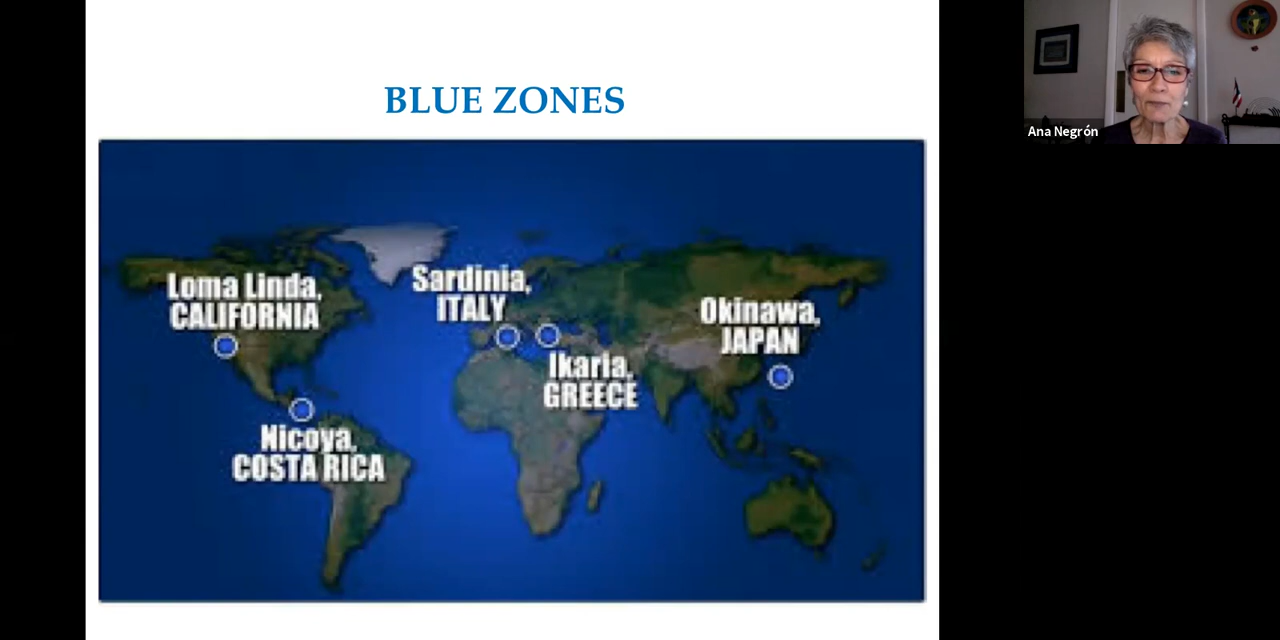 BLUE ZONES
Ana Negrón
Loma Linda,
CALIFORNIA
Sardinia,
ITALY
Okinawa,
JAPAN
Ikaria,
GREECE
Nicoya,
COSTA RICA